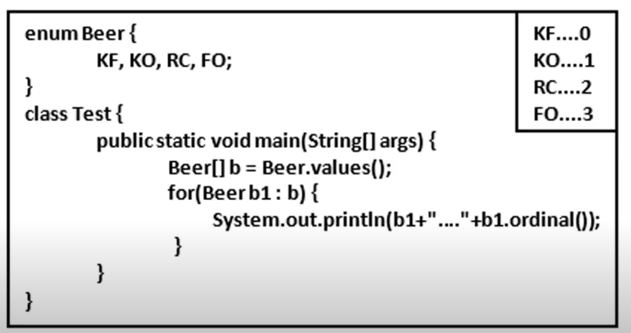 enum Beer {
KF, KO, RC, FO;
}
class Test {
public static void main(String[] args) {
Beer[] b = Beer.values();
for(Beer b1 : b) {
System.out.println(b1+"...."+b1.ordinal());
}
}
}
KF....0
KO....1
RC....2
FO....3